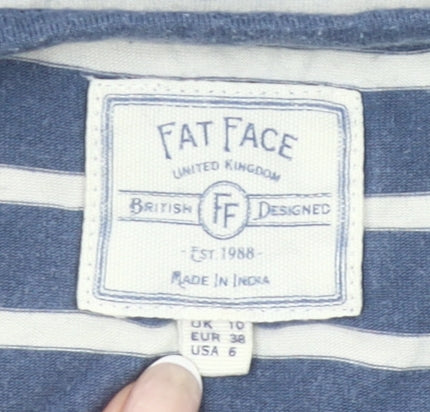 FAT FACE
UNITED KINGDOM
BRITISH FF DESIGNED
- EST. 1988 -
MADE IN INDIA
UK 10
EUR 38
USA 6